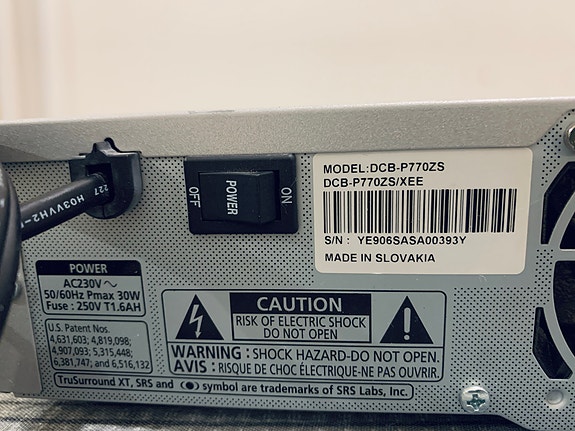 MODEL:DCB-P770ZS
DCB-P770ZS/XEE
S/N : YE906SASA00393Y
MADE IN SLOVAKIA
227 H03VVH2-
OFF POWER ON
POWER
AC230V ~
50/60Hz Pmax 30W
Fuse : 250V T1.6AH
U.S. Patent Nos.
4,631,603; 4,819,098;
4,907,093; 5,315,448;
6,381,747; and 6,516,132
CAUTION
RISK OF ELECTRIC SHOCK
DO NOT OPEN
WARNING : SHOCK HAZARD-DO NOT OPEN.
AVIS : RISQUE DE CHOC ÉLECTRIQUE-NE PAS OUVRIR.
TruSurround XT, SRS and (●) symbol are trademarks of SRS Labs, Inc.